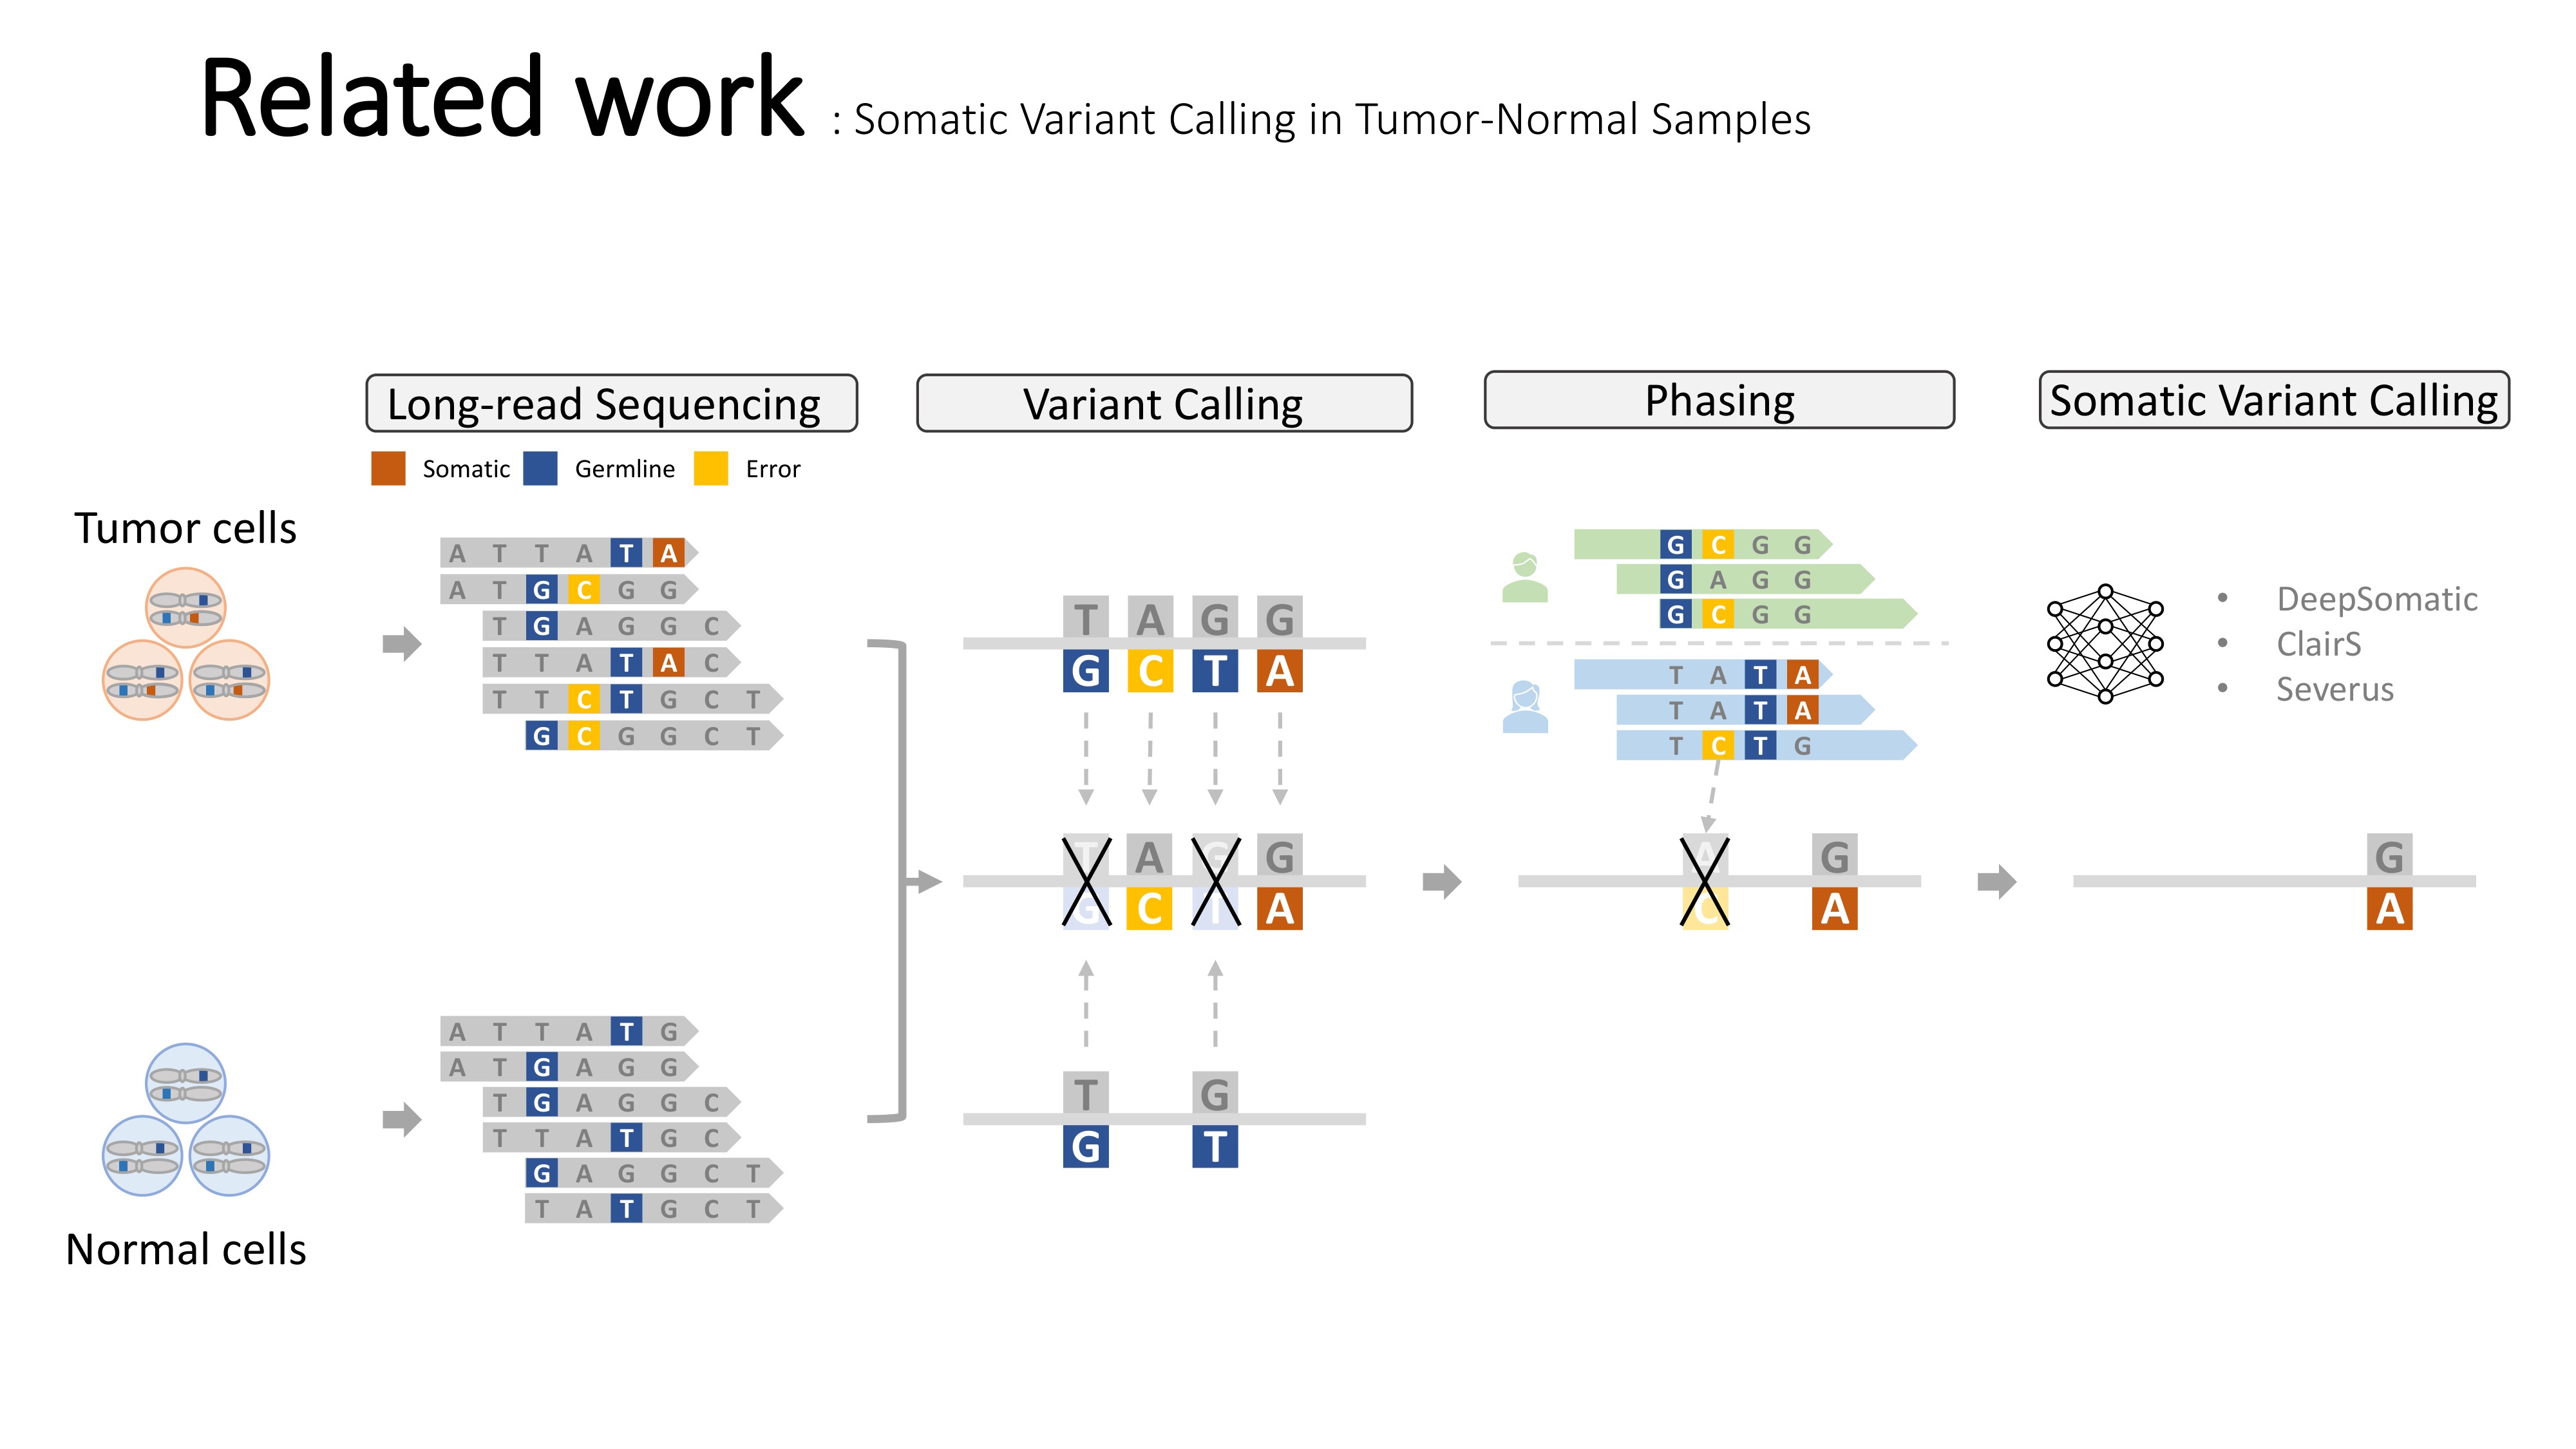 Related work : Somatic Variant Calling in Tumor-Normal Samples
Long-read Sequencing
Variant Calling
Phasing
Somatic Variant Calling
Somatic
Germline
Error
Tumor cells
A T T A T A
A T G C G G
T G A G G C
T T A T A C
T T C T G C T
G C G G C T
T A G G
G C T A
T A G G
G C T A
T G
G T
G C G G
G A G G
G C G G
T A T A
T A T A
T C T G
A G
C A
• DeepSomatic
• ClairS
• Severus
G
A
A T T A T G
A T G A G G
T G A G G C
T T A T G C
G A G G C T
T A T G C T
Normal cells